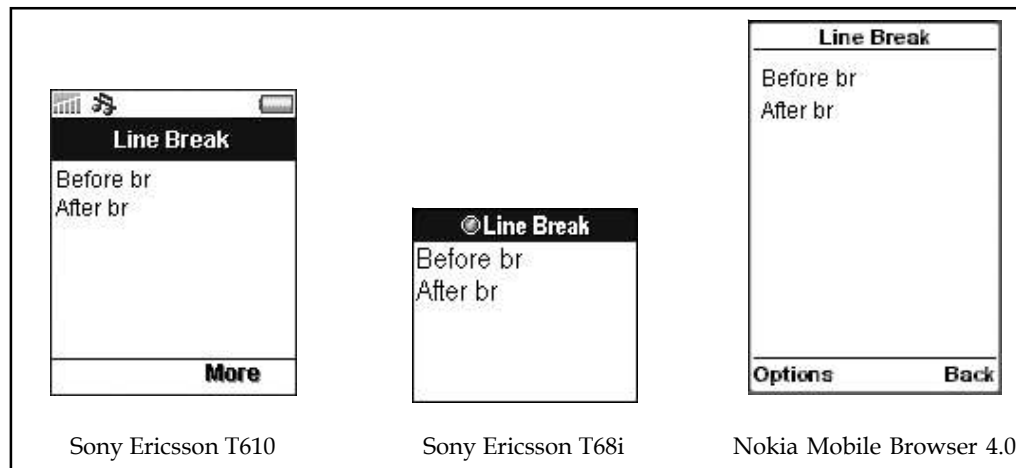 Line Break
Before br
After br
More
Sony Ericsson T610
Line Break
Before br
After br
Sony Ericsson T68i
Line Break
Before br
After br
Options Back
Nokia Mobile Browser 4.0